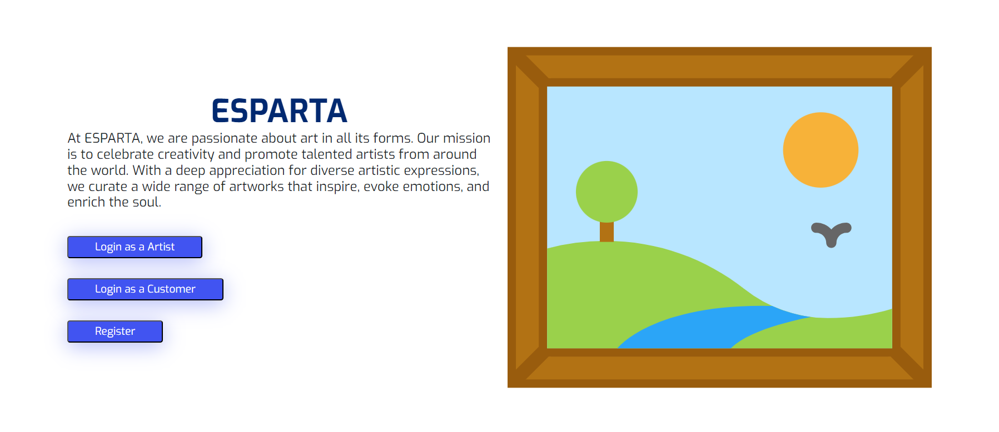 ESPARTA
At ESPARTA, we are passionate about art in all its forms. Our mission
is to celebrate creativity and promote talented artists from around
the world. With a deep appreciation for diverse artistic expressions,
we curate a wide range of artworks that inspire, evoke emotions, and
enrich the soul.
Login as a Artist
Login as a Customer
Register